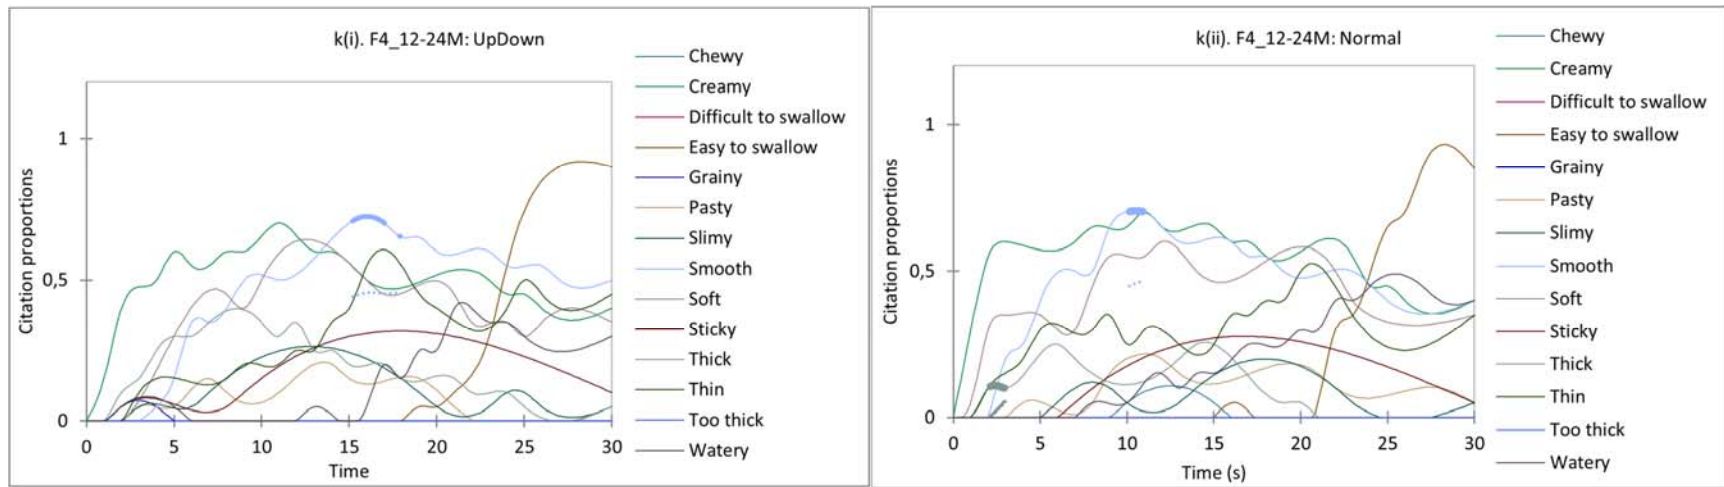 k(i). F4_12-24M: UpDown
Citation proportions
1
0,5
0
0
5
10
15
20
25
30
Time
Chewy
Creamy
Difficult to swallow
Easy to swallow
Grainy
Pasty
Slimy
Smooth
Soft
Sticky
Thick
Thin
Too thick
Watery
k(ii). F4_12-24M: Normal
Citation proportions
1
0,5
0
0
5
10
15
20
25
30
Time (s)
Chewy
Creamy
Difficult to swallow
Easy to swallow
Grainy
Pasty
Slimy
Smooth
Soft
Sticky
Thick
Thin
Too thick
Watery